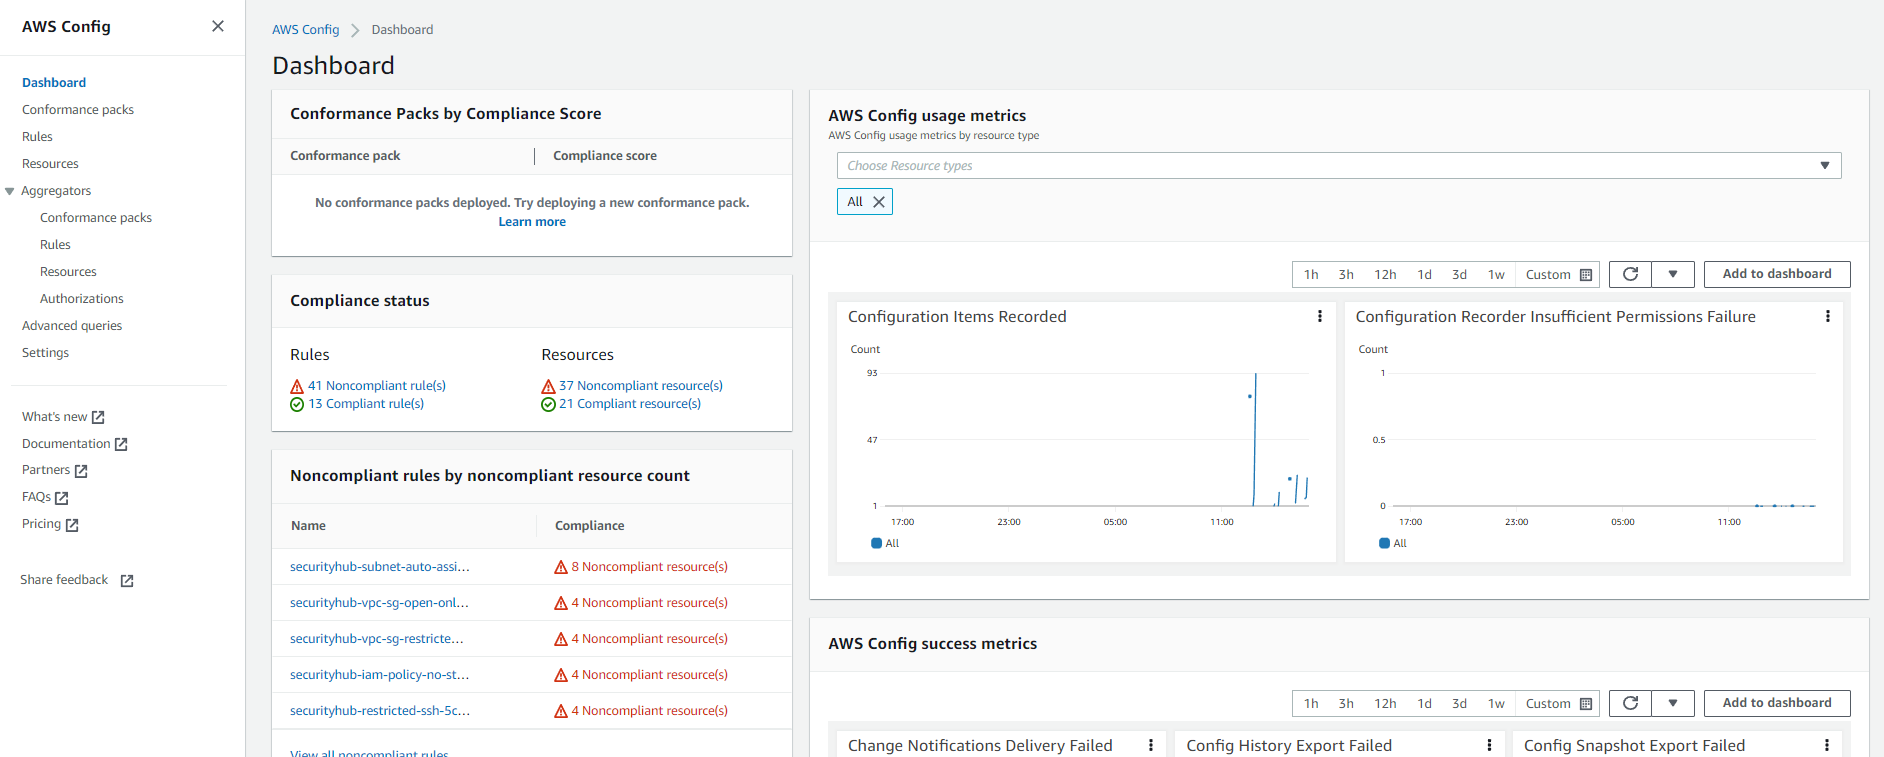 AWS Config
Dashboard
Conformance packs
Rules
Resources
Aggregators
Conformance packs
Rules
Resources
Authorizations
Advanced queries
Settings
What's new
Documentation
Partners
FAQs
Pricing
Share feedback
AWS Config Dashboard
Dashboard
Conformance Packs by Compliance Score
Conformance pack Compliance score
No conformance packs deployed. Try deploying a new conformance pack.
Learn more
Compliance status
Rules Resources
41 Noncompliant rule(s) 37 Noncompliant resource(s)
13 Compliant rule(s) 21 Compliant resource(s)
Noncompliant rules by noncompliant resource count
Name Compliance
securityhub-subnet-auto-assi... 8 Noncompliant resource(s)
securityhub-vpc-sg-open-onl... 4 Noncompliant resource(s)
securityhub-vpc-sg-restricte... 4 Noncompliant resource(s)
securityhub-iam-policy-no-st... 4 Noncompliant resource(s)
securityhub-restricted-ssh-5c... 4 Noncompliant resource(s)
View all noncompliant rules
AWS Config usage metrics
AWS Config usage metrics by resource type
Choose Resource types
All
1h 3h 12h 1d 3d 1w Custom Add to dashboard
Configuration Items Recorded
Count
93
47
1
17:00 23:00 05:00 11:00
All
Configuration Recorder Insufficient Permissions Failure
Count
1
0.5
0
17:00 23:00 05:00 11:00
All
AWS Config success metrics
1h 3h 12h 1d 3d 1w Custom Add to dashboard
Change Notifications Delivery Failed Config History Export Failed Config Snapshot Export Failed